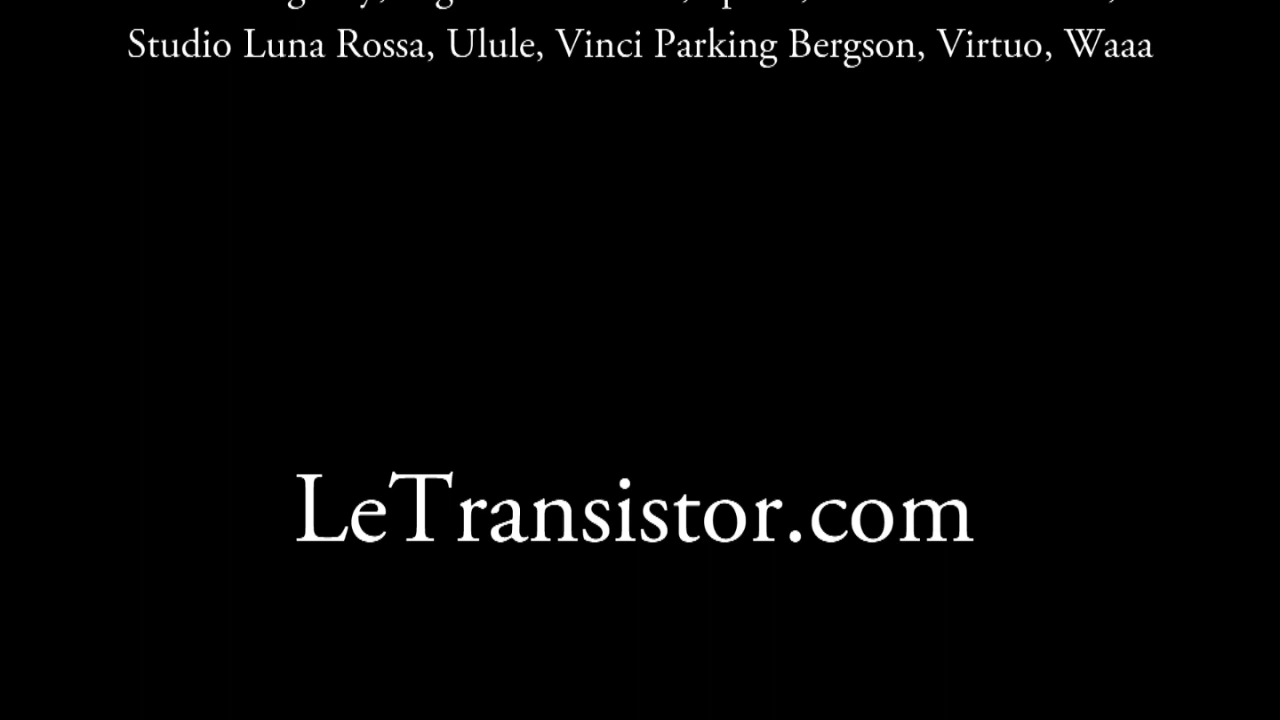 Studio Luna Rossa, Ulule, Vinci Parking Bergson, Virtuo, Waaa
LeTransistor.com